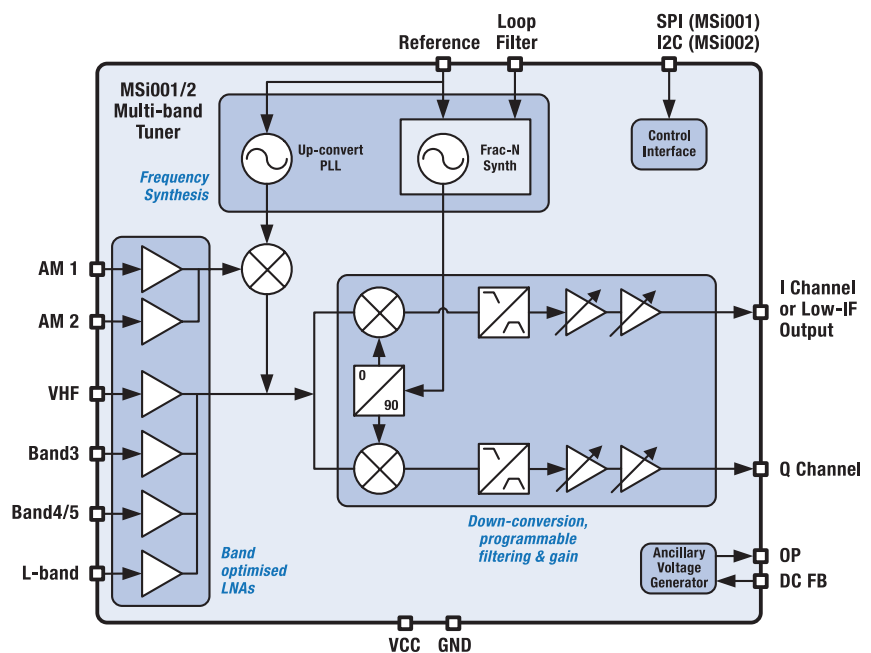 Reference
Loop
Filter
SPI (MSi001)
I2C (MSi002)
MSi001/2
Multi-band
Tuner
Up-convert
PLL
Frac-N
Synth
Control
Interface
Frequency
Synthesis
AM 1
AM 2
VHF
Band3
Band4/5
L-band
Band
optimised
LNAs
0
90
I Channel
or Low-IF
Output
Q Channel
Down-conversion,
programmable
filtering & gain
Ancillary
Voltage
Generator
OP
DC FB
VCC
GND